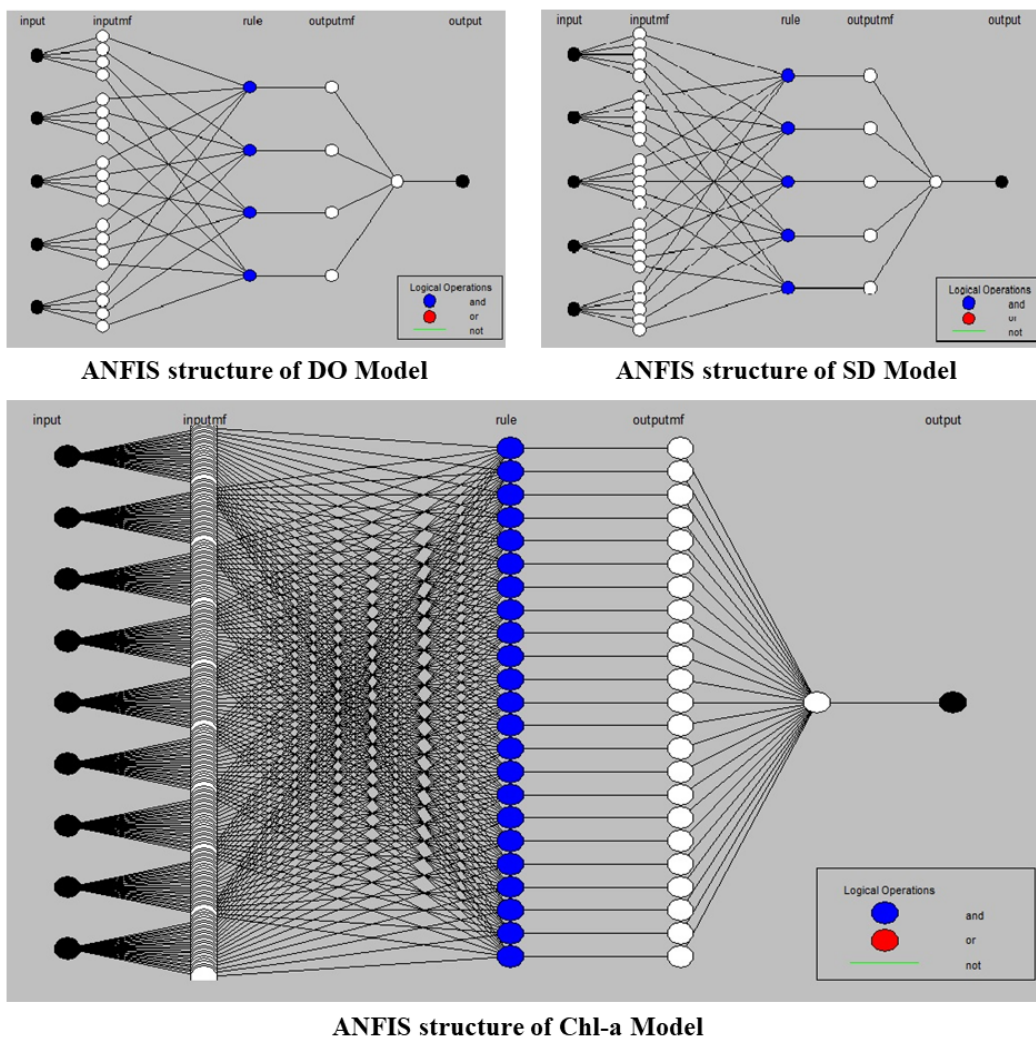 input inputmf rule outputmf output
Logical Operations
and
or
not
ANFIS structure of DO Model
input inputmf rule outputmf output
Logical Operations
and
or
not
ANFIS structure of SD Model
input inputmf rule outputmf output
Logical Operations
and
or
not
ANFIS structure of Chl-a Model